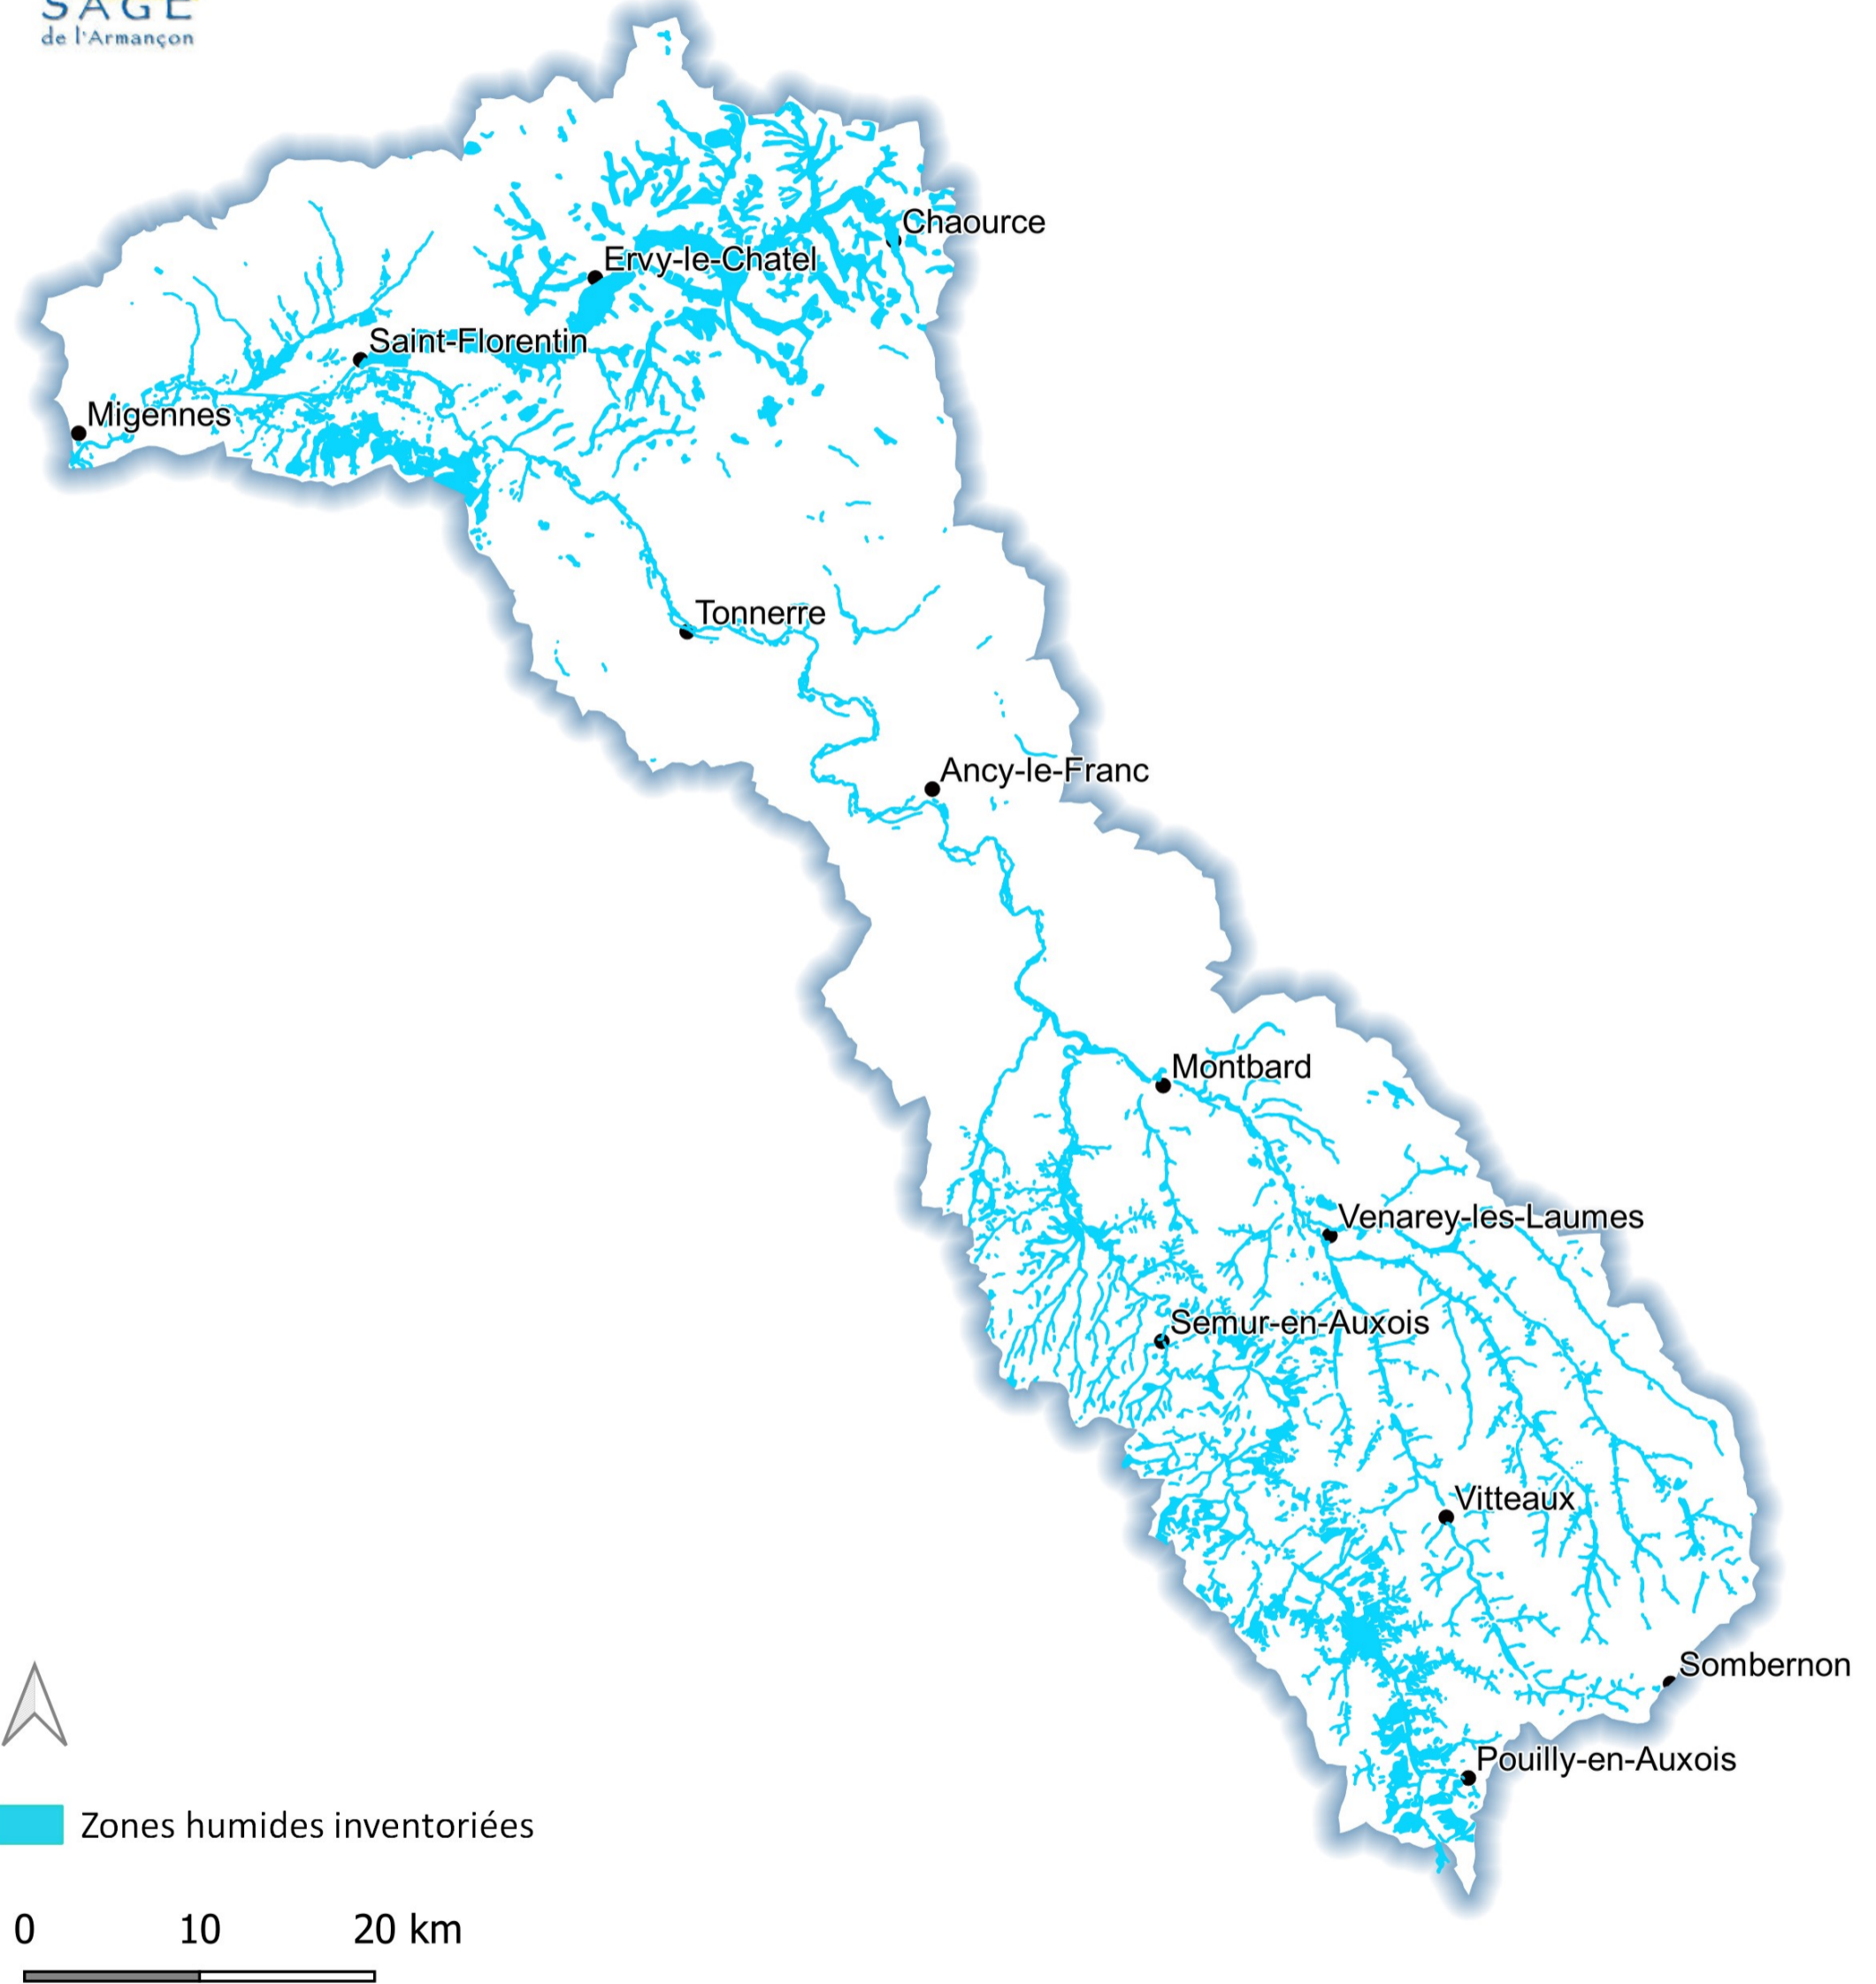 SAGE
de l'Armançon
Chaource
Ervy-le-Chatel
Saint-Florentin
Migennes
Tonnerre
Ancy-le-Franc
Montbard
Venarey-les-Laumes
Semur-en-Auxois
Vitteaux
Sombernon
Pouilly-en-Auxois
Zones humides inventoriées
0 10 20 km